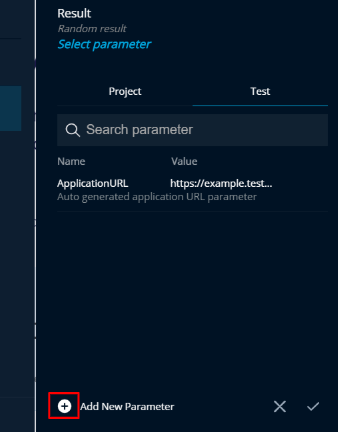 Result
Random result
Select parameter
Project Test
Search parameter
Name Value
ApplicationURL https://example.test...
Auto generated application URL parameter
Add New Parameter